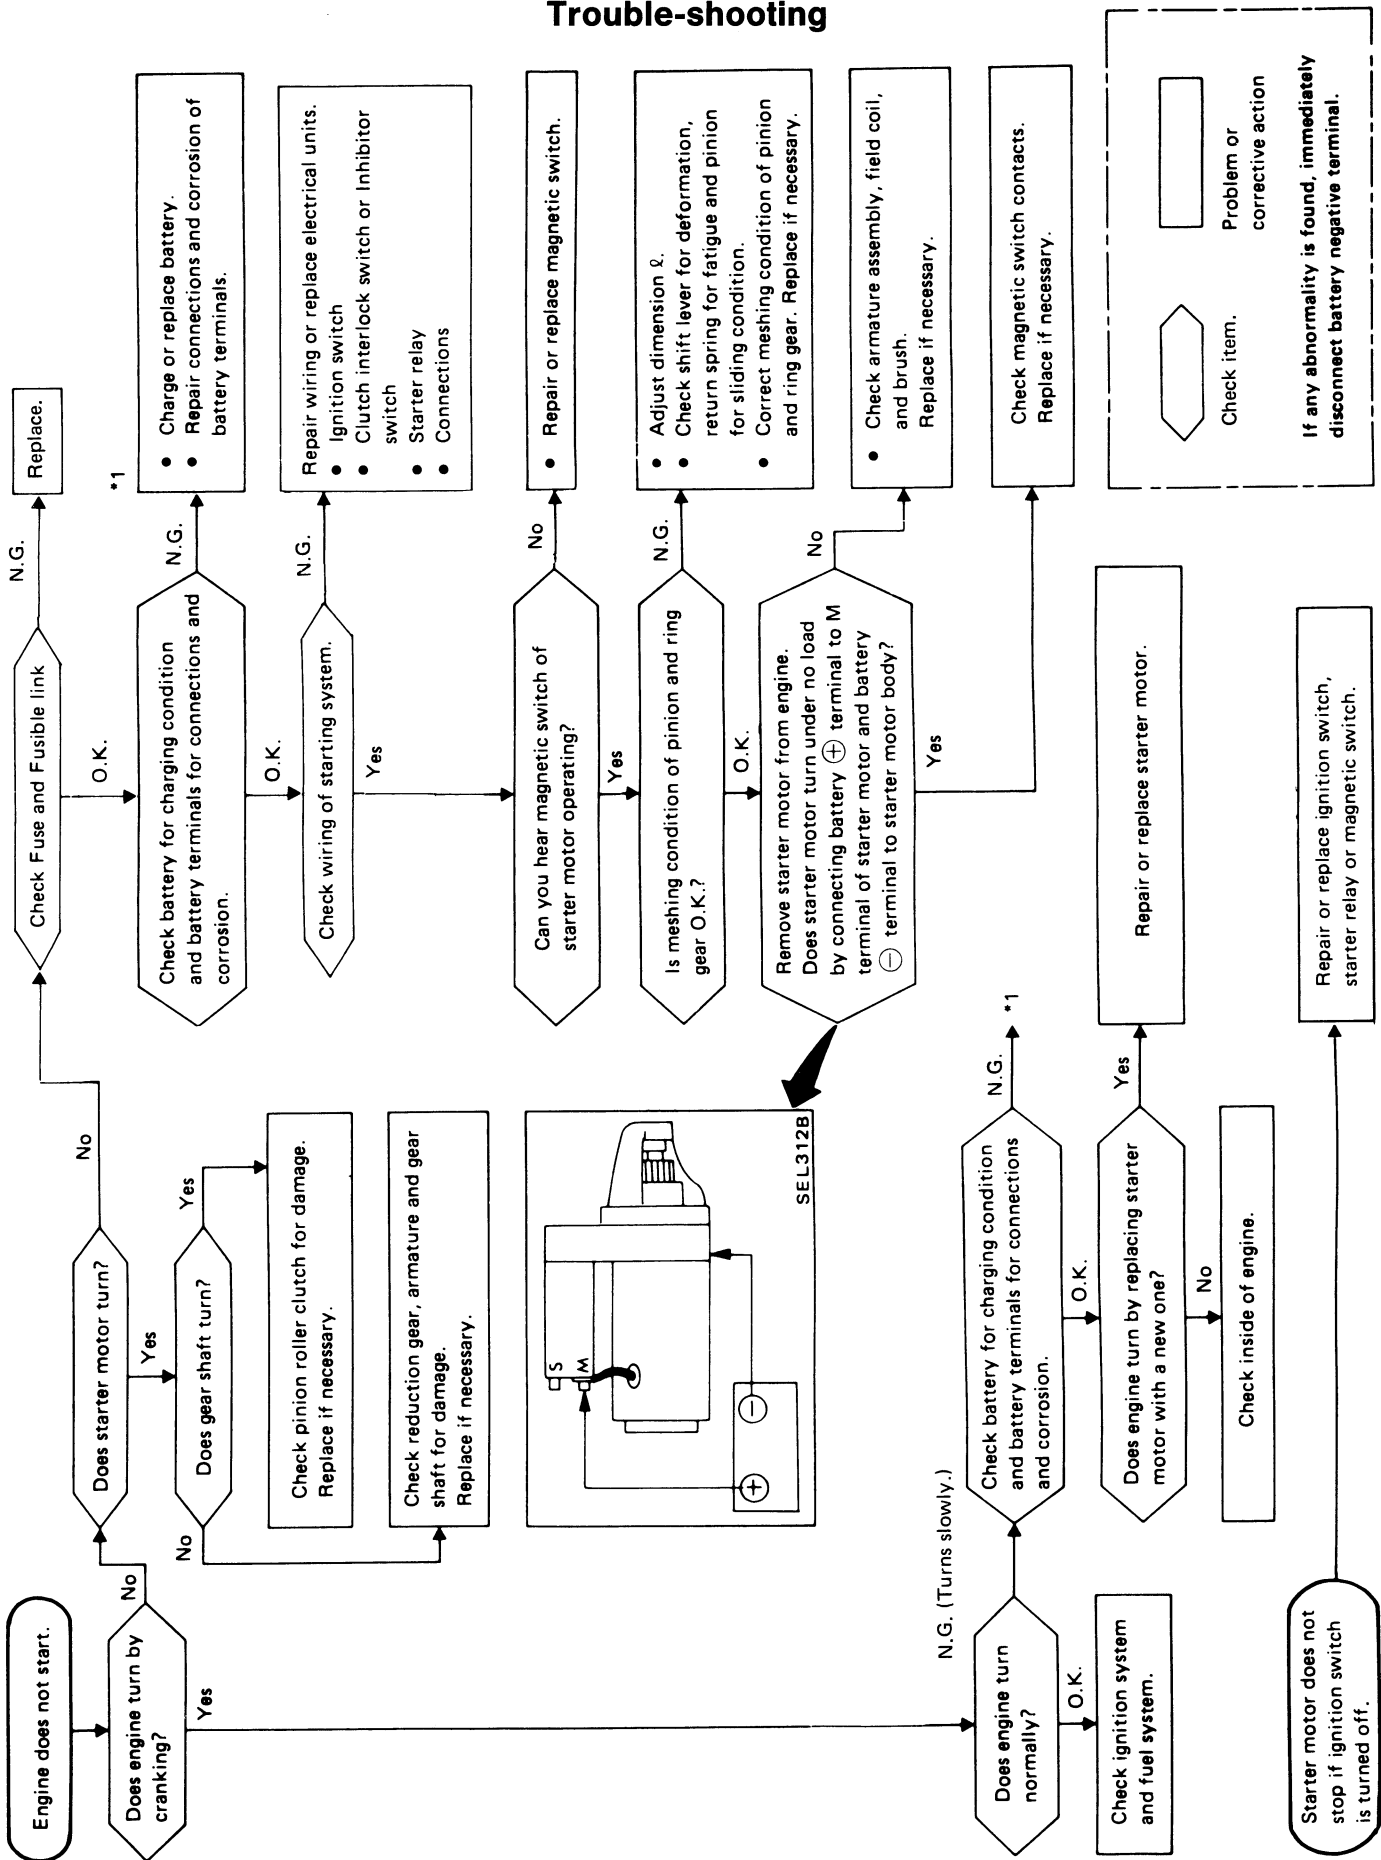 Trouble-shooting
Engine does not start.
Does engine turn by
cranking?
No
Yes
Does starter motor turn?
No
Yes
Does gear shaft turn?
Yes
No
Check pinion roller clutch for damage.
Replace if necessary.
Check reduction gear, armature and gear
shaft for damage.
Replace if necessary.
Check Fuse and Fusible link
N.G.
Replace.
O.K.
Check battery for charging condition
and battery terminals for connections and
corrosion.
N.G.
*1
● Charge or replace battery.
● Repair connections and corrosion of
battery terminals.
O.K.
Check wiring of starting system.
N.G.
Repair wiring or replace electrical units.
● Ignition switch
● Clutch interlock switch or Inhibitor
switch
● Starter relay
● Connections
Yes
Can you hear magnetic switch of
starter motor operating?
No
● Repair or replace magnetic switch.
Yes
Is meshing condition of pinion and ring
gear O.K.?
N.G.
● Adjust dimension ℓ.
● Check shift lever for deformation,
return spring for fatigue and pinion
for sliding condition.
● Correct meshing condition of pinion
and ring gear. Replace if necessary.
O.K.
Remove starter motor from engine.
Does starter motor turn under no load
by connecting battery ⊕ terminal to M
terminal of starter motor and battery
⊖ terminal to starter motor body?
No
● Check armature assembly, field coil,
and brush.
Replace if necessary.
Yes
Check magnetic switch contacts.
Replace if necessary.
S
M
+
−
SEL312B
Does engine turn
normally?
N.G. (Turns slowly.)
O.K.
Check ignition system
and fuel system.
Check battery for charging condition
and battery terminals for connections
and corrosion.
N.G.
*1
O.K.
Does engine turn by replacing starter
motor with a new one?
Yes
Repair or replace starter motor.
No
Check inside of engine.
Starter motor does not
stop if ignition switch
is turned off.
Repair or replace ignition switch,
starter relay or magnetic switch.
Check item.
Problem or
corrective action
If any abnormality is found, immediately
disconnect battery negative terminal.